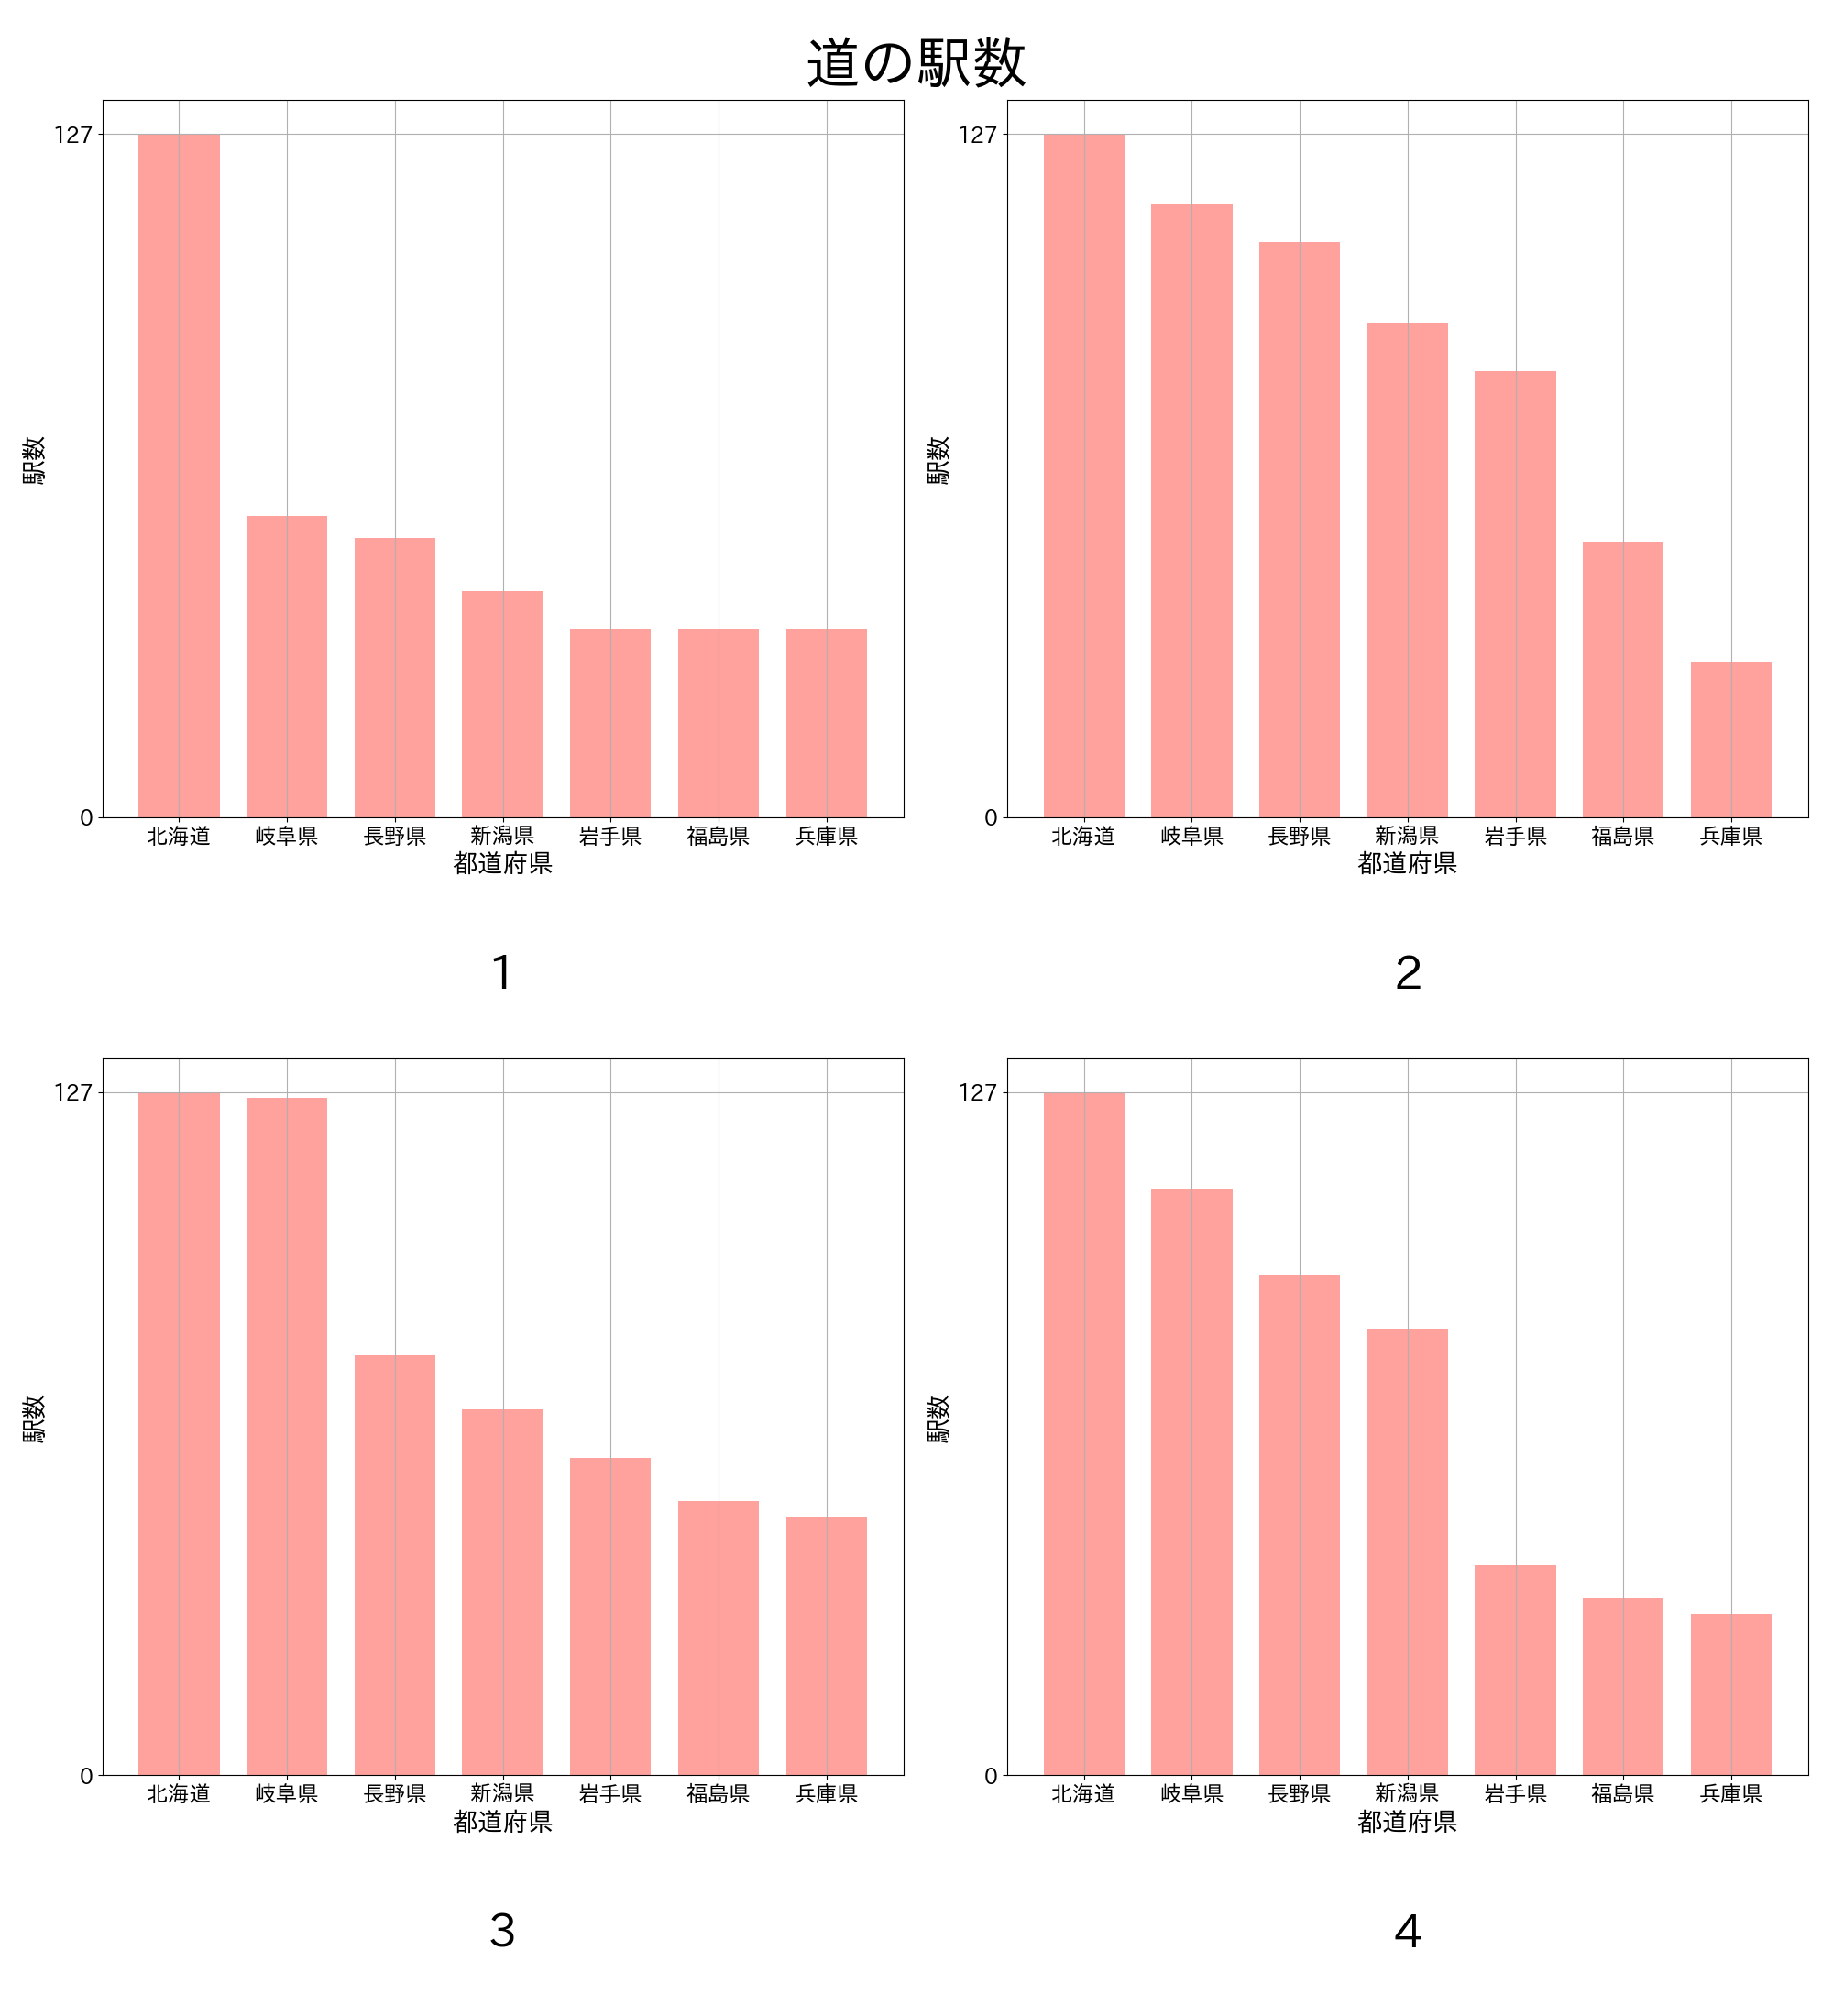 道の駅数
127
0
駅数
北海道 岐阜県 長野県 新潟県 岩手県 福島県 兵庫県
都道府県
1
127
0
駅数
北海道 岐阜県 長野県 新潟県 岩手県 福島県 兵庫県
都道府県
2
127
0
駅数
北海道 岐阜県 長野県 新潟県 岩手県 福島県 兵庫県
都道府県
3
127
0
駅数
北海道 岐阜県 長野県 新潟県 岩手県 福島県 兵庫県
都道府県
4